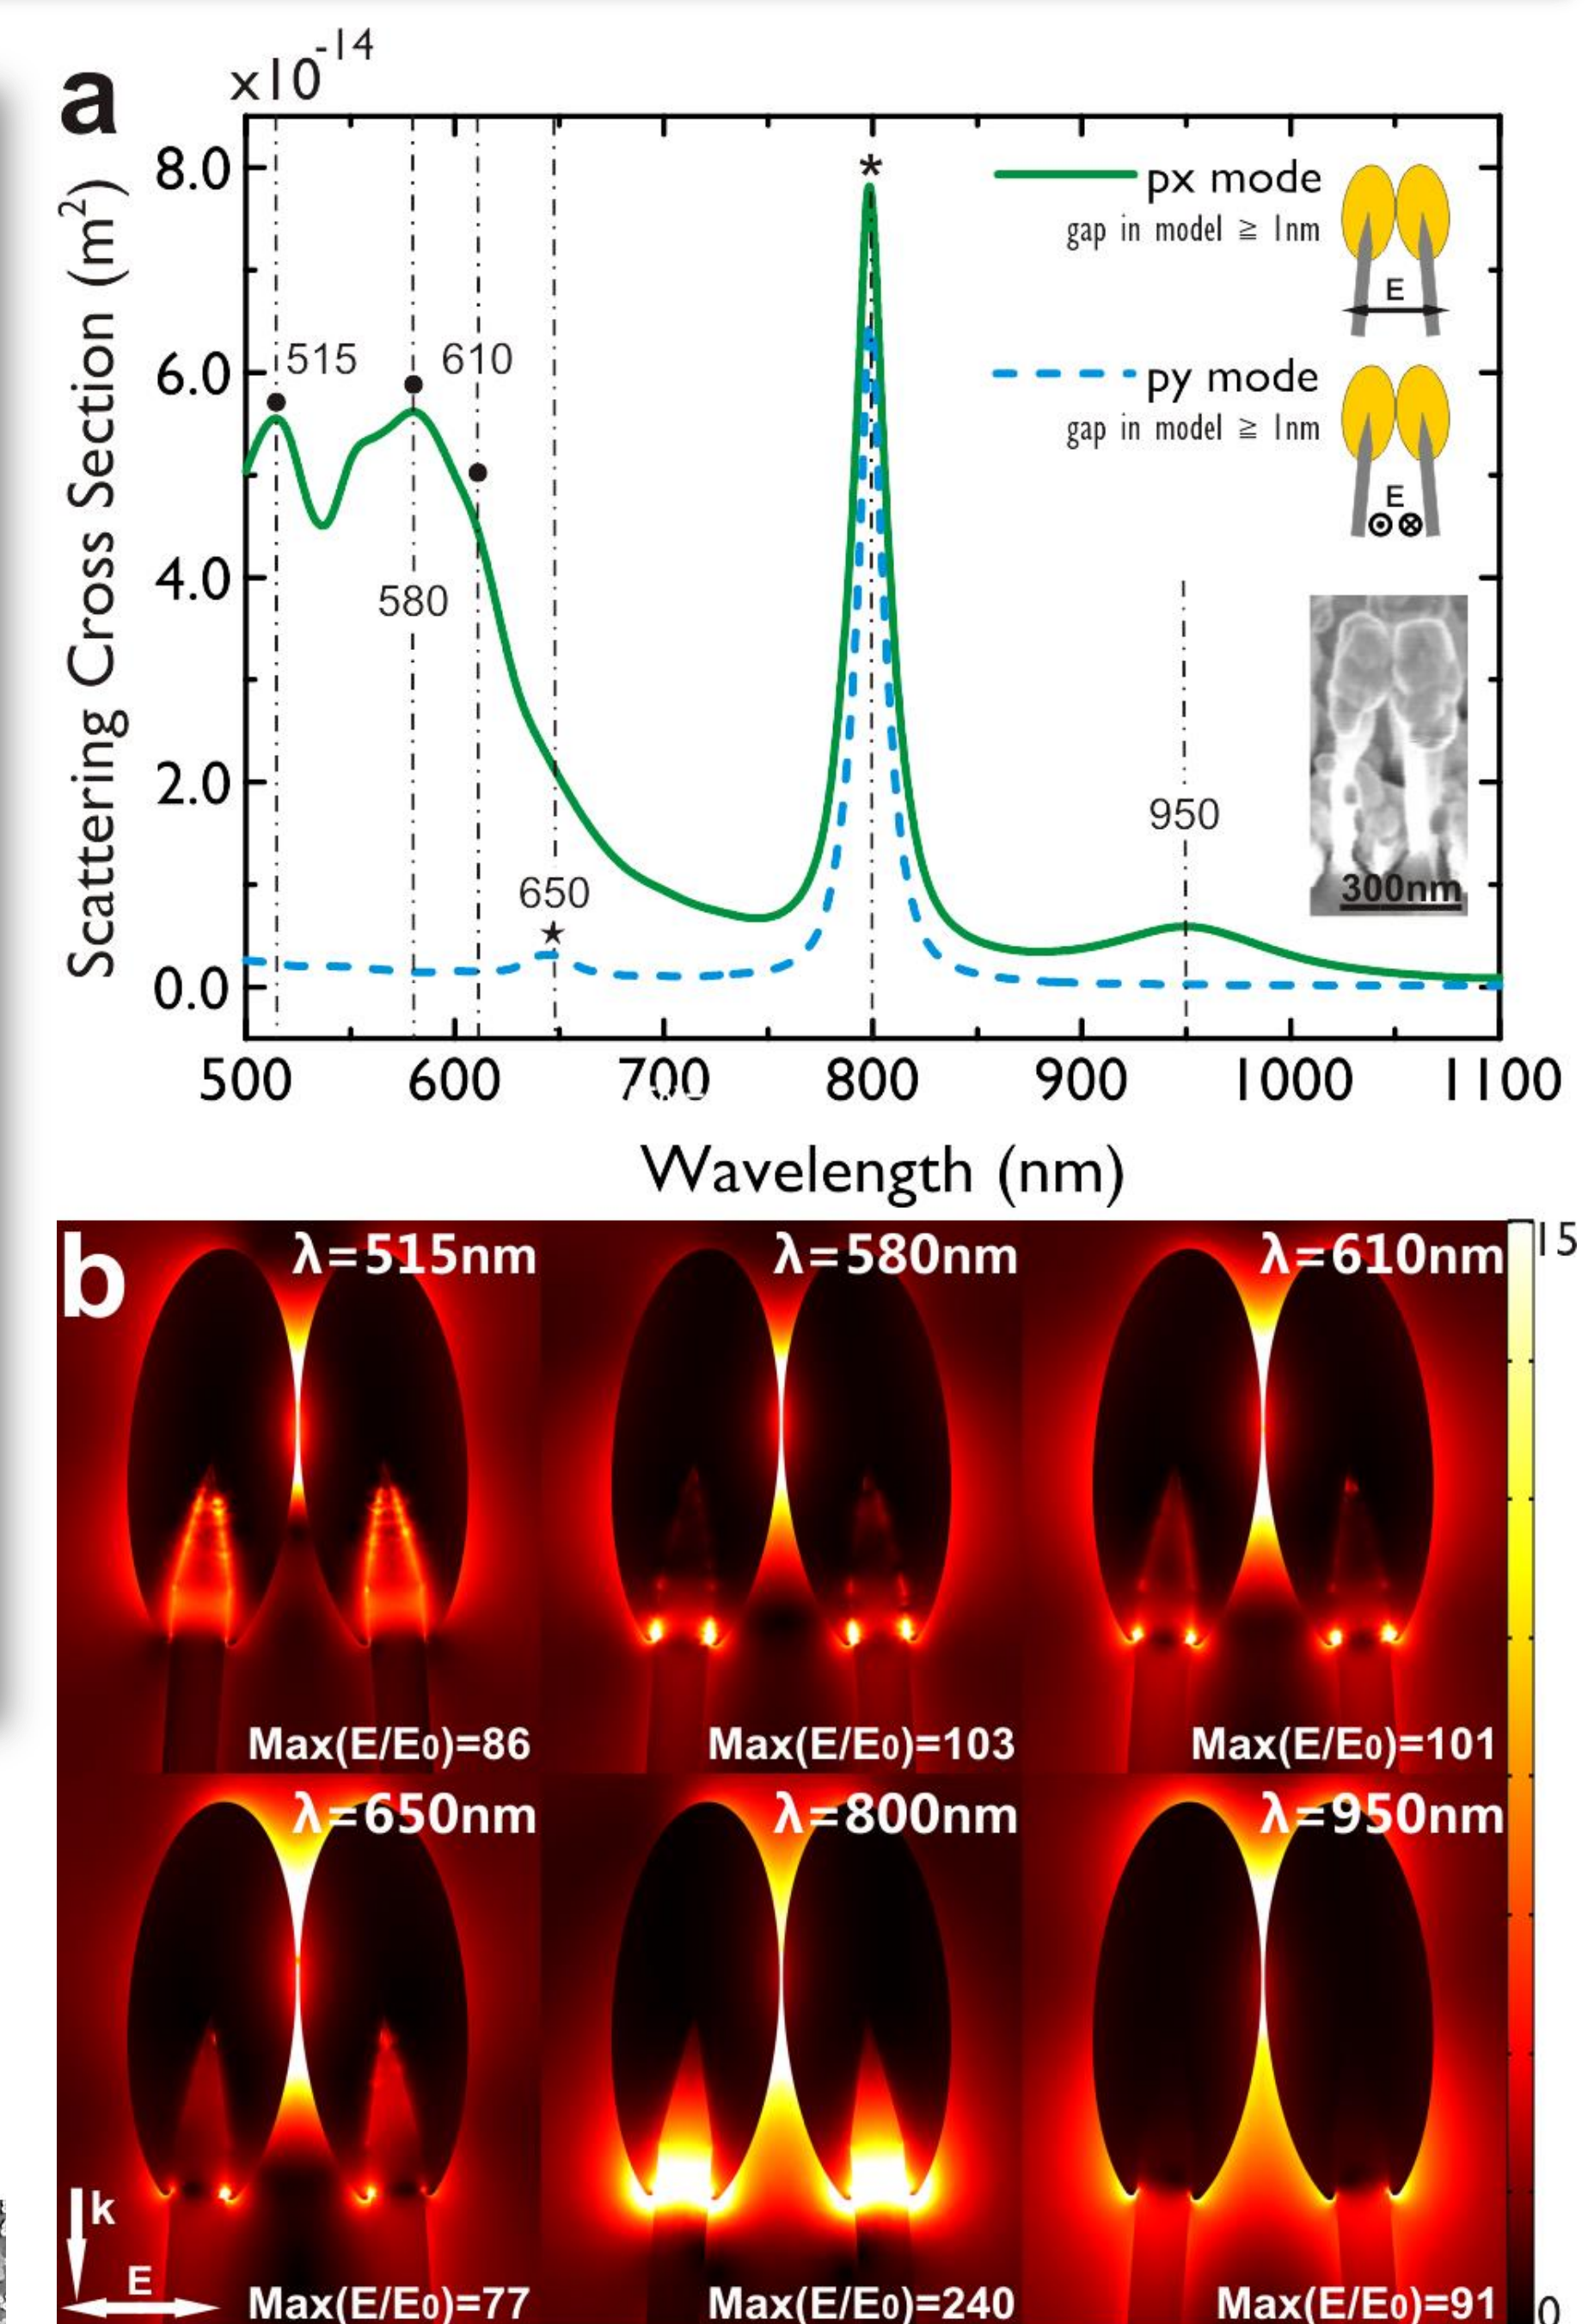 a
x10^-14
px mode
gap in model ≧ 1nm
E
py mode
gap in model ≧ 1nm
E
8.0
6.0
4.0
2.0
0.0
Scattering Cross Section (m²)
515
610
580
650
*
★
950
300nm
500 600 700 800 900 1000 1100
Wavelength (nm)
b
λ=515nm
Max(E/E0)=86
λ=580nm
Max(E/E0)=103
λ=610nm
Max(E/E0)=101
λ=650nm
Max(E/E0)=77
λ=800nm
Max(E/E0)=240
λ=950nm
Max(E/E0)=91
k
E
15
0